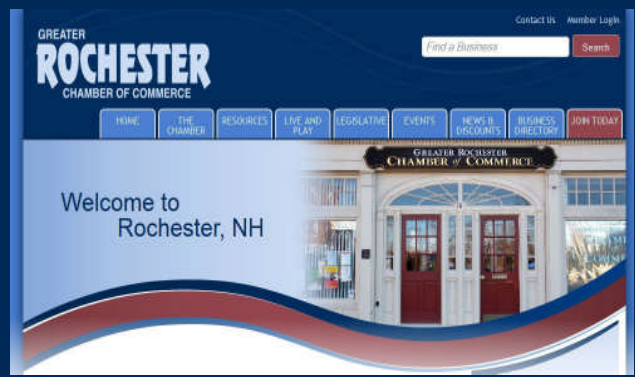 Contact Us Member Login
GREATER
ROCHESTER
CHAMBER OF COMMERCE
Find a Business Search
HOME
THE CHAMBER
RESOURCES
LIVE AND PLAY
LEGISLATIVE
EVENTS
NEWS & DISCOUNTS
BUSINESS DIRECTORY
JOIN TODAY
GREATER ROCHESTER
CHAMBER of COMMERCE
Welcome to
Rochester, NH